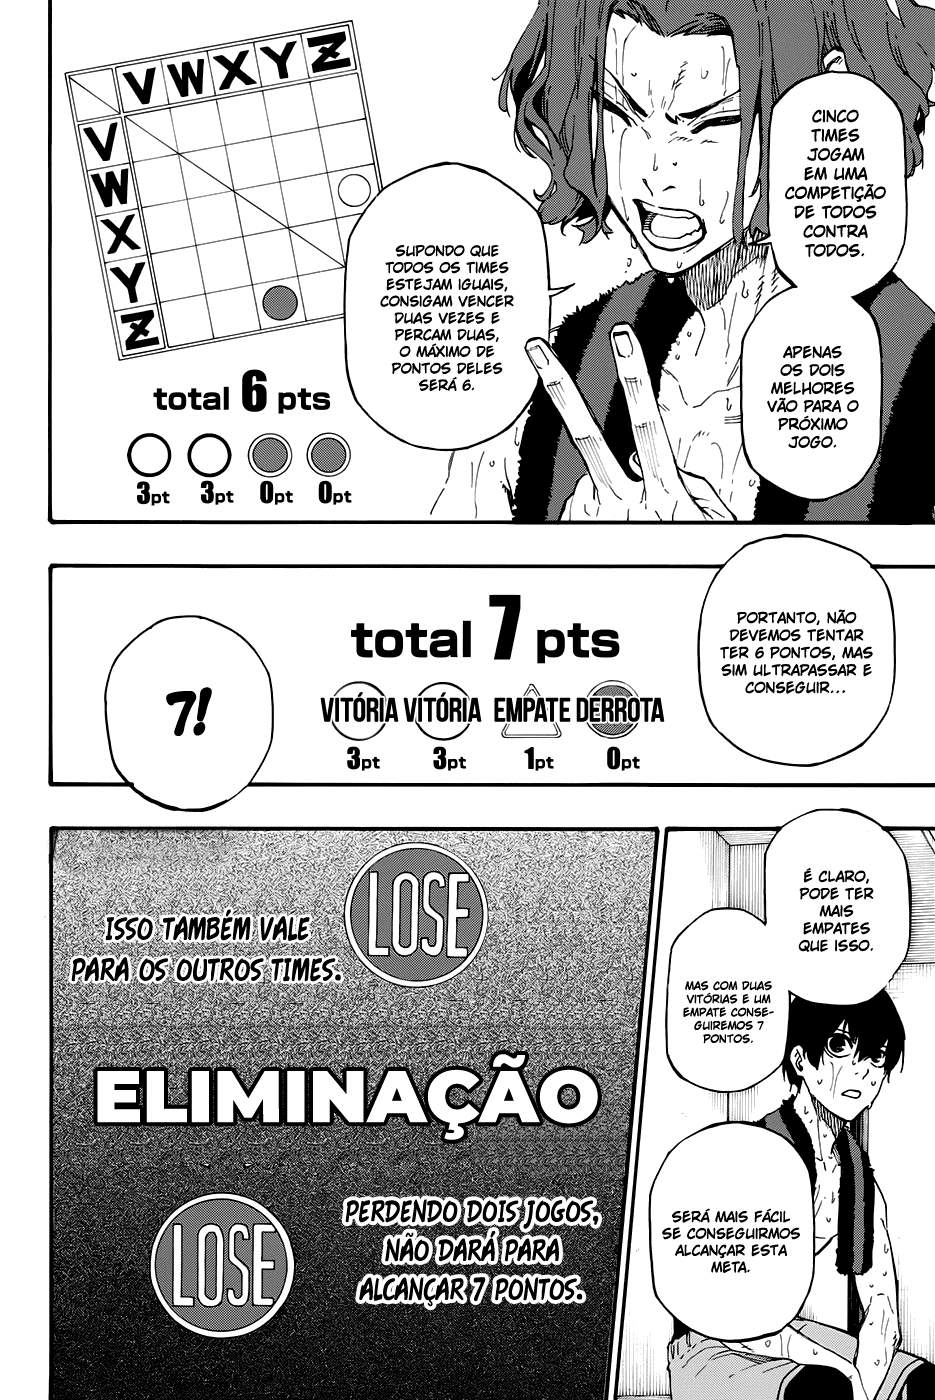 CINCO
TIMES
JOGAM
EM UMA
COMPETIÇÃO
DE TODOS
CONTRA
TODOS.
APENAS
OS DOIS
MELHORES
VÃO PARA O
PRÓXIMO
JOGO.
SUPONDO QUE
TODOS OS TIMES
ESTEJAM IGUAIS,
CONSIGAM VENCER
DUAS VEZES E
PERCAM DUAS,
O MÁXIMO DE
PONTOS DELES
SERÁ 6.
V W X Y Z
V
W
X
Y
Z
total 6 pts
3pt 3pt 0pt 0pt
PORTANTO, NÃO
DEVEMOS TENTAR
TER 6 PONTOS, MAS
SIM ULTRAPASSAR E
CONSEGUIR...
total 7 pts
VITÓRIA VITÓRIA EMPATE DERROTA
3pt 3pt 1pt 0pt
7!
É CLARO,
PODE TER
MAIS
EMPATES
QUE ISSO.
MAS COM DUAS
VITÓRIAS E UM
EMPATE CONSE-
GUIREMOS 7
PONTOS.
SERÁ MAIS FÁCIL
SE CONSEGUIRMOS
ALCANÇAR ESTA
META.
LOSE
ISSO TAMBÉM VALE
PARA OS OUTROS TIMES.
ELIMINAÇÃO
LOSE
PERDENDO DOIS JOGOS,
NÃO DARÁ PARA
ALCANÇAR 7 PONTOS.